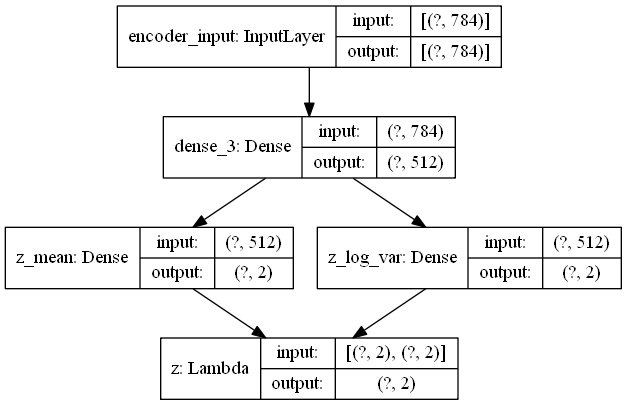 encoder_input: InputLayer
input: [(?, 784)]
output: [(?, 784)]
dense_3: Dense
input: (?, 784)
output: (?, 512)
z_mean: Dense
input: (?, 512)
output: (?, 2)
z_log_var: Dense
input: (?, 512)
output: (?, 2)
z: Lambda
input: [(?, 2), (?, 2)]
output: (?, 2)